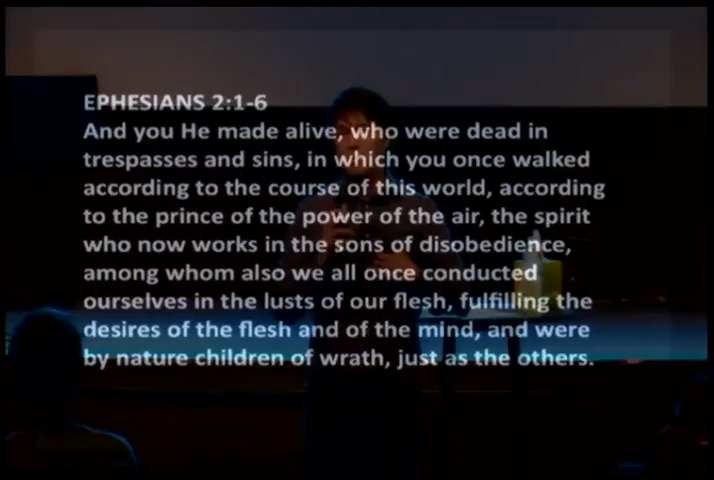 EPHESIANS 2:1-6
And you He made alive, who were dead in
trespasses and sins, in which you once walked
according to the course of this world, according
to the prince of the power of the air, the spirit
who now works in the sons of disobedience,
among whom also we all once conducted
ourselves in the lusts of our flesh, fulfilling the
desires of the flesh and of the mind, and were
by nature children of wrath, just as the others.